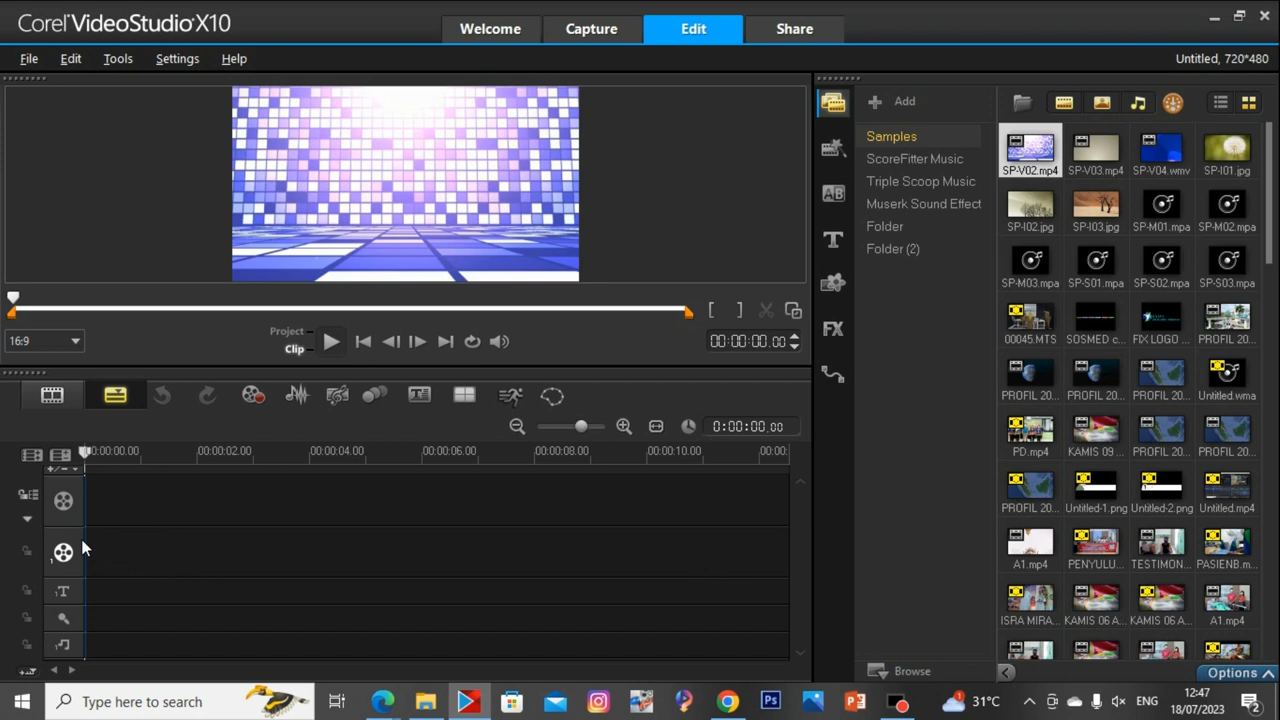 Corel VideoStudio X10
Welcome
Capture
Edit
Share
File
Edit
Tools
Settings
Help
Untitled, 720*480
Add
Samples
ScoreFitter Music
Triple Scoop Music
Muserk Sound Effect
Folder
Folder (2)
SP-V02.mp4
SP-V03.mp4
SP-V04.wmv
SP-I01.jpg
SP-I02.jpg
SP-I03.jpg
SP-M01.mpa
SP-M02.mpa
SP-M03.mpa
SP-S01.mpa
SP-S02.mpa
SP-S03.mpa
00045.MTS
SOSMED c...
FIX LOGO ...
PROFIL 20...
PROFIL 20...
PROFIL 20...
PROFIL 20...
Untitled.wma
PD.mp4
KAMIS 09 ...
PROFIL 20...
PROFIL 20...
PROFIL 20...
Untitled-1.png
Untitled-2.png
Untitled.mp4
A1.mp4
PENYULU...
TESTIMON...
PASIENB.m...
ISRA MIRA...
KAMIS 06 A...
KAMIS 06 A...
A1.mp4
Browse
Options
16:9
Project
Clip
00:00:00.00
0:00:00.00
00:00:00.00
00:00:02.00
00:00:04.00
00:00:06.00
00:00:08.00
00:00:10.00
00:00:
Type here to search
31°C
ENG
12:47
18/07/2023
2